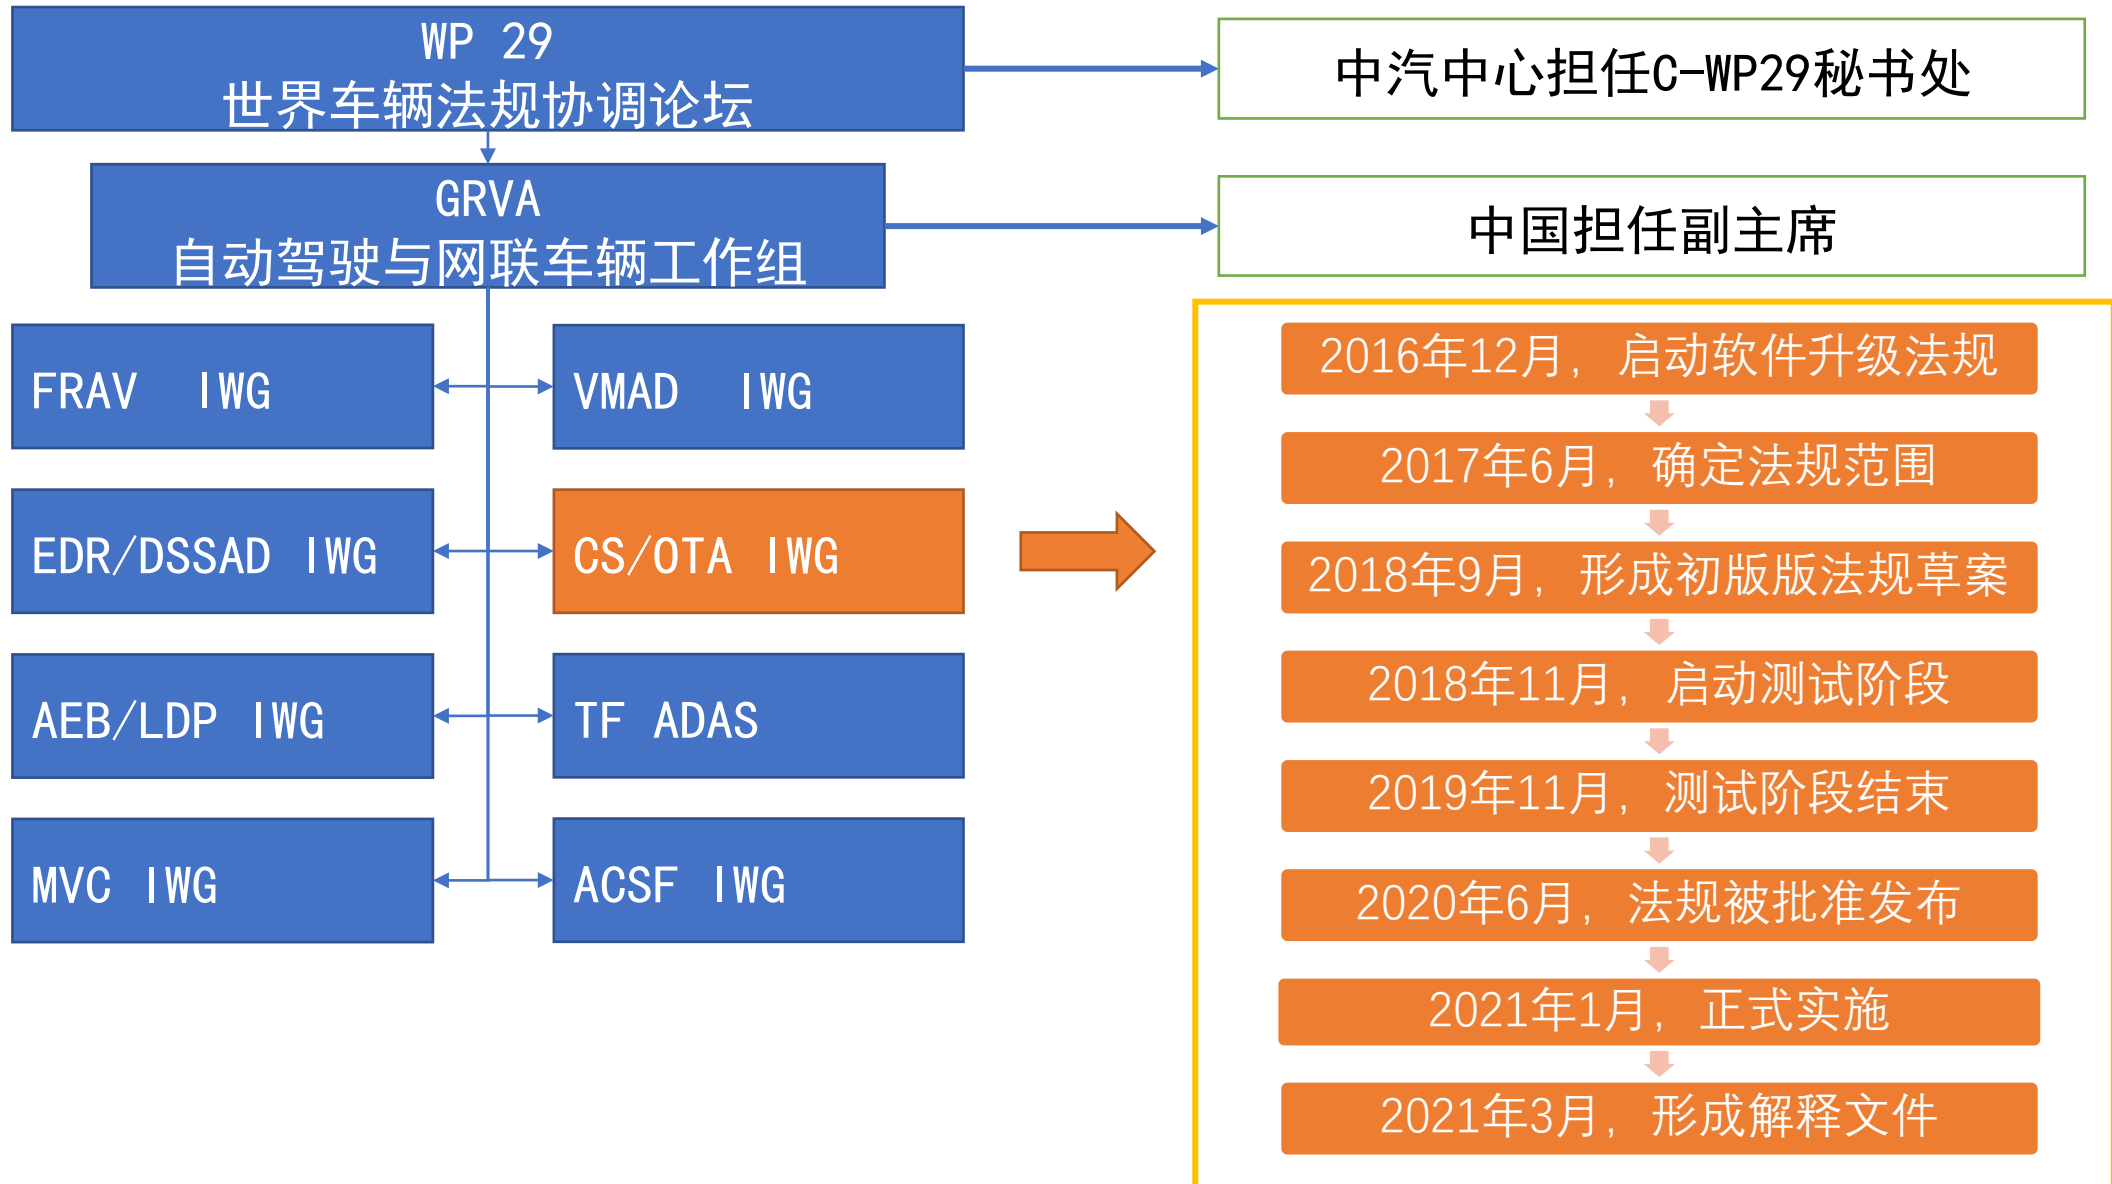 WP 29
世界车辆法规协调论坛
中汽中心担任C-WP29秘书处
GRVA
自动驾驶与网联车辆工作组
中国担任副主席
FRAV IWG
VMAD IWG
EDR/DSSAD IWG
CS/OTA IWG
AEB/LDP IWG
TF ADAS
MVC IWG
ACSF IWG
2016年12月，启动软件升级法规
2017年6月，确定法规范围
2018年9月，形成初版版法规草案
2018年11月，启动测试阶段
2019年11月，测试阶段结束
2020年6月，法规被批准发布
2021年1月，正式实施
2021年3月，形成解释文件